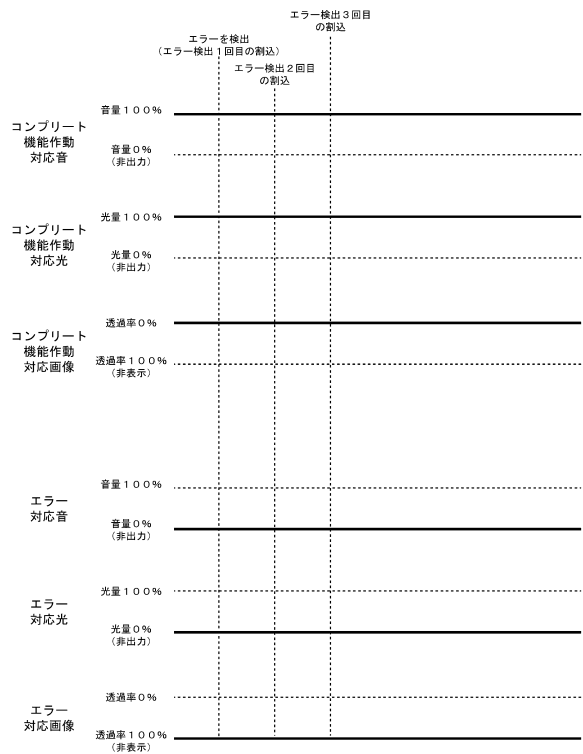 エラー検出３回目
の割込
エラーを検出
（エラー検出１回目の割込）
エラー検出２回目
の割込
コンプリート
機能作動
対応音
音量１００％
音量０％
（非出力）
コンプリート
機能作動
対応光
光量１００％
光量０％
（非出力）
コンプリート
機能作動
対応画像
透過率０％
透過率１００％
（非表示）
エラー
対応音
音量１００％
音量０％
（非出力）
エラー
対応光
光量１００％
光量０％
（非出力）
エラー
対応画像
透過率０％
透過率１００％
（非表示）